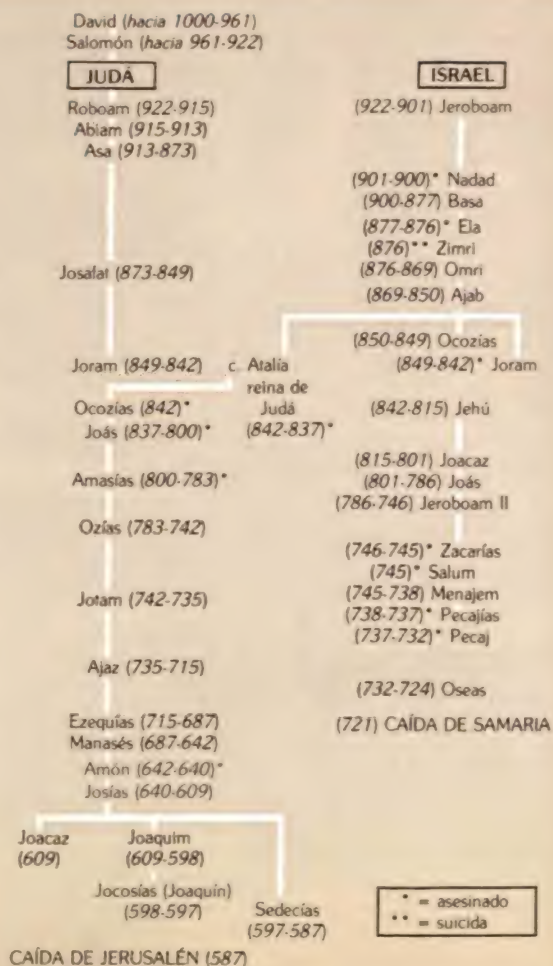 David (hacia 1000-961)
Salomón (hacia 961-922)
JUDÁ
Roboam (922-915)
Abiam (915-913)
Asa (913-873)
Josafat (873-849)
Joram (849-842)
Ocozías (842)*
Joás (837-800)*
Amasías (800-783)*
Ozías (783-742)
Jotam (742-735)
Ajaz (735-715)
Ezequías (715-687)
Manasés (687-642)
Amón (642-640)*
Josías (640-609)
Joacaz
(609)
Joaquim
(609-598)
Jocosías (Joaquín)
(598-597)
Sedecías
(597-587)
CAÍDA DE JERUSALÉN (587)
c. Atalía
reina de
Judá
(842-837)*
ISRAEL
(922-901) Jeroboam
(901-900)* Nadad
(900-877) Basa
(877-876)* Ela
(876)** Zimri
(876-869) Omri
(869-850) Ajab
(850-849) Ocozías
(849-842)* Joram
(842-815) Jehú
(815-801) Joacaz
(801-786) Joás
(786-746) Jeroboam II
(746-745)* Zacarías
(745)* Salum
(745-738) Menajem
(738-737)* Pecajías
(737-732)* Pecaj
(732-724) Oseas
(721) CAÍDA DE SAMARIA
* = asesinado
** = suicida